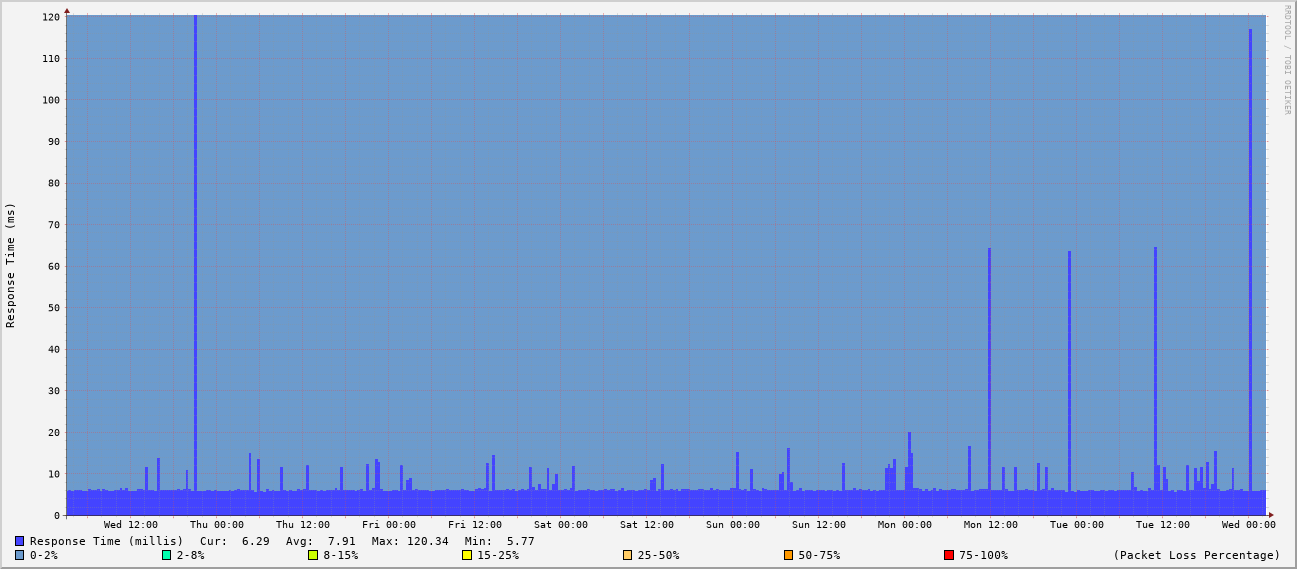 RRDTOOL / TOBI OETIKER
Response Time (ms)
120
110
100
90
80
70
60
50
40
30
20
10
0
Wed 12:00 Thu 00:00 Thu 12:00 Fri 00:00 Fri 12:00 Sat 00:00 Sat 12:00 Sun 00:00 Sun 12:00 Mon 00:00 Mon 12:00 Tue 00:00 Tue 12:00 Wed 00:00
Response Time (millis) Cur: 6.29 Avg: 7.91 Max: 120.34 Min: 5.77
0-2% 2-8% 8-15% 15-25% 25-50% 50-75% 75-100% (Packet Loss Percentage)